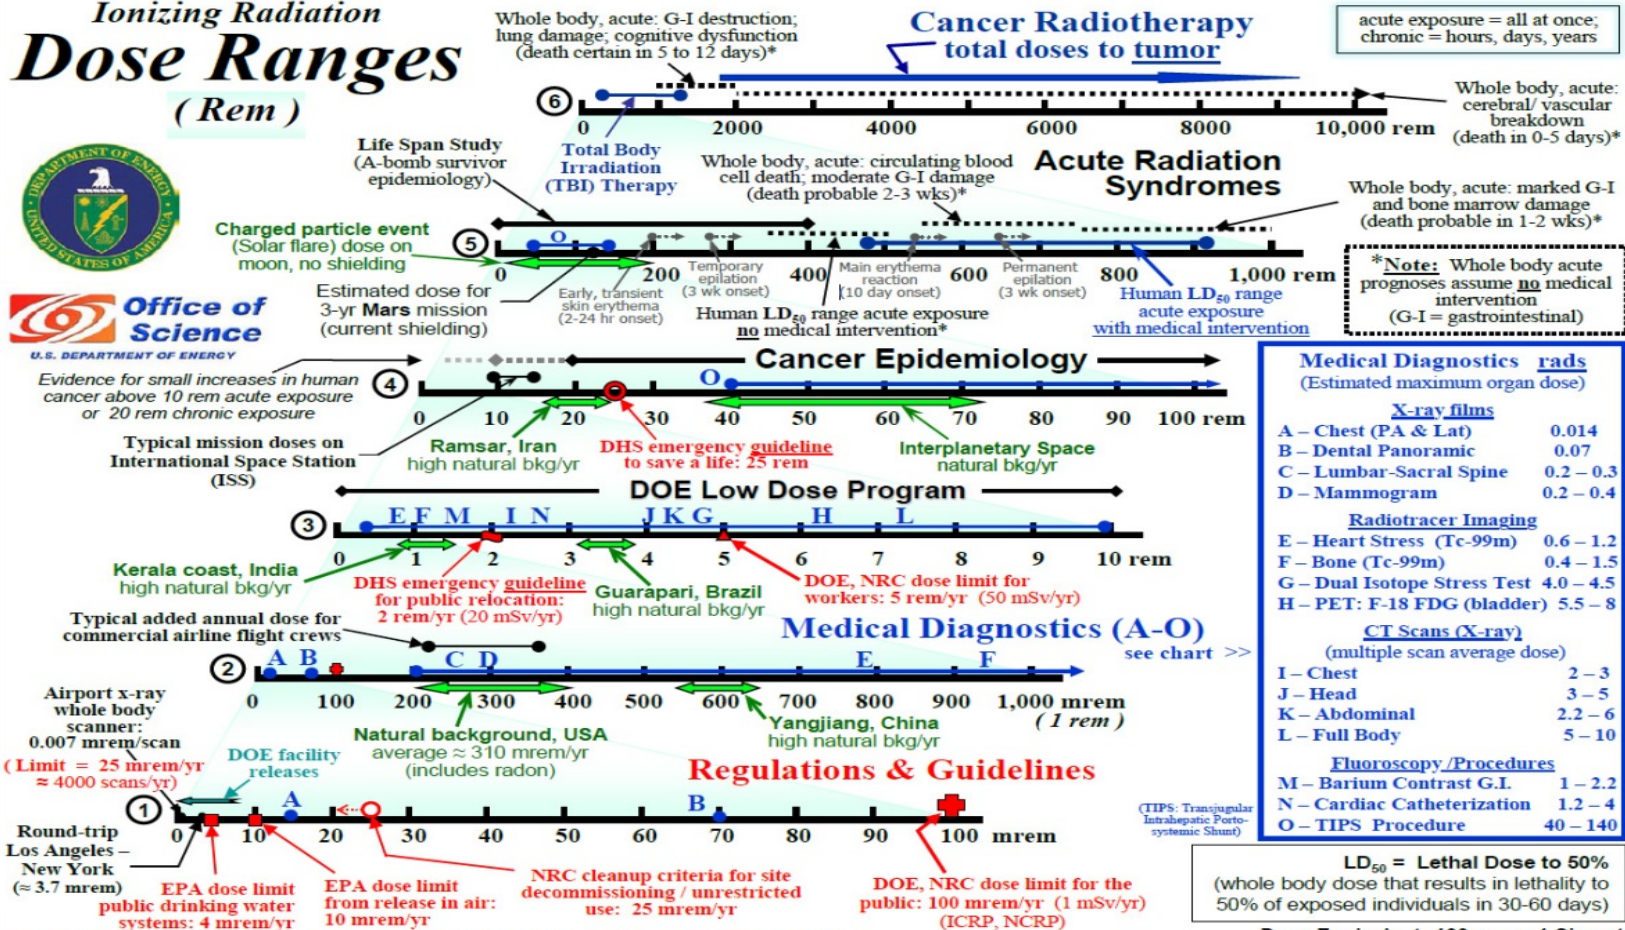 Ionizing Radiation
Dose Ranges
( Rem )
Whole body, acute: G-I destruction;
lung damage; cognitive dysfunction
(death certain in 5 to 12 days)*
Cancer Radiotherapy
total doses to tumor
acute exposure = all at once;
chronic = hours, days, years
6
0 2000 4000 6000 8000 10,000 rem
Whole body, acute:
cerebral/ vascular
breakdown
(death in 0-5 days)*
Life Span Study
(A-bomb survivor
epidemiology)
Total Body
Irradiation
(TBI) Therapy
Whole body, acute: circulating blood
cell death; moderate G-I damage
(death probable 2-3 wks)*
Acute Radiation
Syndromes
Whole body, acute: marked G-I
and bone marrow damage
(death probable in 1-2 wks)*
DEPARTMENT OF ENERGY
UNITED STATES OF AMERICA
Charged particle event
(Solar flare) dose on
moon, no shielding
5
O
0 200 400 600 800 1,000 rem
Estimated dose for
3-yr Mars mission
(current shielding)
Early, transient
skin erythema
(2-24 hr onset)
Temporary
epilation
(3 wk onset)
Main erythema
reaction
(10 day onset)
Permanent
epilation
(3 wk onset)
Human LD50 range acute exposure
no medical intervention*
Human LD50 range
acute exposure
with medical intervention
*Note: Whole body acute
prognoses assume no medical
intervention
(G-I = gastrointestinal)
Office of
Science
U.S. DEPARTMENT OF ENERGY
Evidence for small increases in human
cancer above 10 rem acute exposure
or 20 rem chronic exposure
Cancer Epidemiology
4
O
0 10 20 30 40 50 60 70 80 90 100 rem
Typical mission doses on
International Space Station
(ISS)
Ramsar, Iran
high natural bkg/yr
DHS emergency guideline
to save a life: 25 rem
Interplanetary Space
natural bkg/yr
DOE Low Dose Program
3
E F M I N J K G H L
0 1 2 3 4 5 6 7 8 9 10 rem
Kerala coast, India
high natural bkg/yr
DHS emergency guideline
for public relocation:
2 rem/yr (20 mSv/yr)
Guarapari, Brazil
high natural bkg/yr
DOE, NRC dose limit for
workers: 5 rem/yr (50 mSv/yr)
Typical added annual dose for
commercial airline flight crews
Medical Diagnostics (A-O)
see chart >>
2
A B C D E F
0 100 200 300 400 500 600 700 800 900 1,000 mrem
( 1 rem )
Natural background, USA
average ≈ 310 mrem/yr
(includes radon)
Yangjiang, China
high natural bkg/yr
Airport x-ray
whole body
scanner:
0.007 mrem/scan
( Limit = 25 mrem/yr
≈ 4000 scans/yr)
DOE facility
releases
Regulations & Guidelines
1
A B
0 10 20 30 40 50 60 70 80 90 100 mrem
Round-trip
Los Angeles –
New York
(≈ 3.7 mrem)
EPA dose limit
public drinking water
systems: 4 mrem/yr
EPA dose limit
from release in air:
10 mrem/yr
NRC cleanup criteria for site
decommissioning / unrestricted
use: 25 mrem/yr
DOE, NRC dose limit for the
public: 100 mrem/yr (1 mSv/yr)
(ICRP, NCRP)
(TIPS: Transjugular
Intrahepatic Porto-
systemic Shunt)
Medical Diagnostics rads
(Estimated maximum organ dose)
X-ray films
A – Chest (PA & Lat) 0.014
B – Dental Panoramic 0.07
C – Lumbar-Sacral Spine 0.2 – 0.3
D – Mammogram 0.2 – 0.4
Radiotracer Imaging
E – Heart Stress (Tc-99m) 0.6 – 1.2
F – Bone (Tc-99m) 0.4 – 1.5
G – Dual Isotope Stress Test 4.0 – 4.5
H – PET: F-18 FDG (bladder) 5.5 – 8
CT Scans (X-ray)
(multiple scan average dose)
I – Chest 2 – 3
J – Head 3 – 5
K – Abdominal 2.2 – 6
L – Full Body 5 – 10
Fluoroscopy /Procedures
M – Barium Contrast G.I. 1 – 2.2
N – Cardiac Catheterization 1.2 – 4
O – TIPS Procedure 40 – 140
LD50 = Lethal Dose to 50%
(whole body dose that results in lethality to
50% of exposed individuals in 30-60 days)